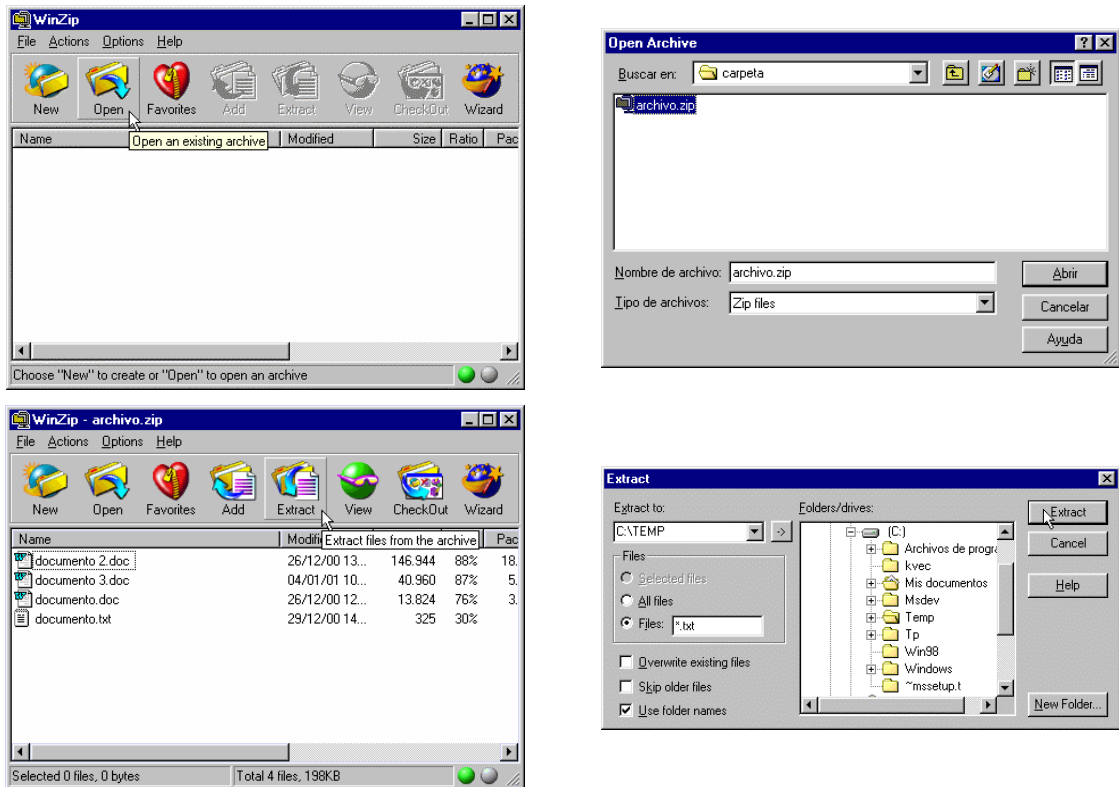 WinZip
File Actions Options Help
New Open Favorites Add Extract View CheckOut Wizard
Name Modified Size Ratio Pac
Open an existing archive
Choose "New" to create or "Open" to open an archive
Open Archive
Buscar en: carpeta
archivo.zip
Nombre de archivo: archivo.zip Abrir
Tipo de archivos: Zip files Cancelar
Ayuda
WinZip - archivo.zip
File Actions Options Help
New Open Favorites Add Extract View CheckOut Wizard
Name Modifi Pac
Extract files from the archive
documento 2.doc 26/12/00 13... 146.944 88% 18.
documento 3.doc 04/01/01 10... 40.960 87% 5.
documento.doc 26/12/00 12... 13.824 76% 3.
documento.txt 29/12/00 14... 325 30%
Selected 0 files, 0 bytes Total 4 files, 198KB
Extract
Extract to: Folders/drives: Extract
C:\TEMP -> (C:)
Cancel
Files Archivos de progra
kvec
Selected files Mis documentos Help
All files Msdev
Files: *.txt Temp
Tp
Win98
Overwrite existing files Windows
Skip older files ~mssetup.t
Use folder names New Folder...